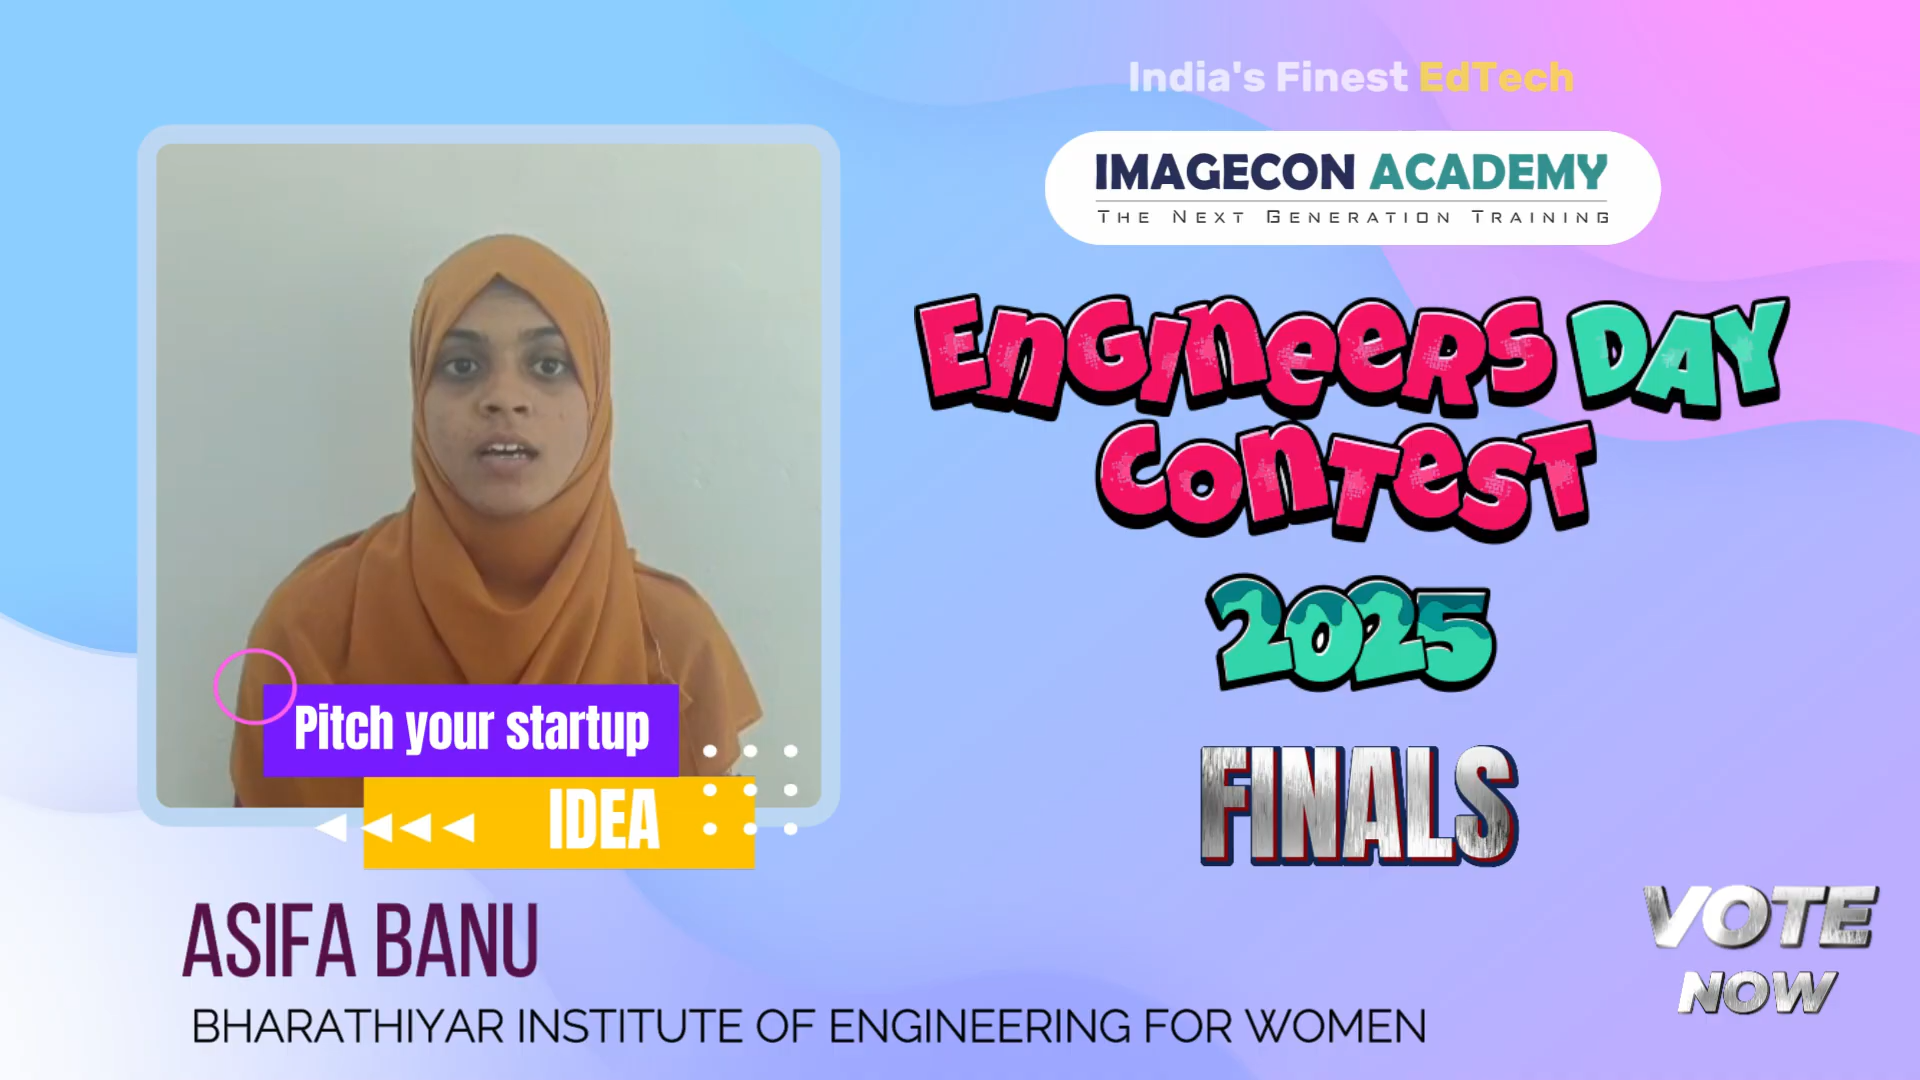 India's Finest EdTech
IMAGECON ACADEMY
THE NEXT GENERATION TRAINING
ENGINEERS DAY
CONTEST
2025
FINALS
Pitch your startup
IDEA
ASIFA BANU
BHARATHIYAR INSTITUTE OF ENGINEERING FOR WOMEN
VOTE
NOW